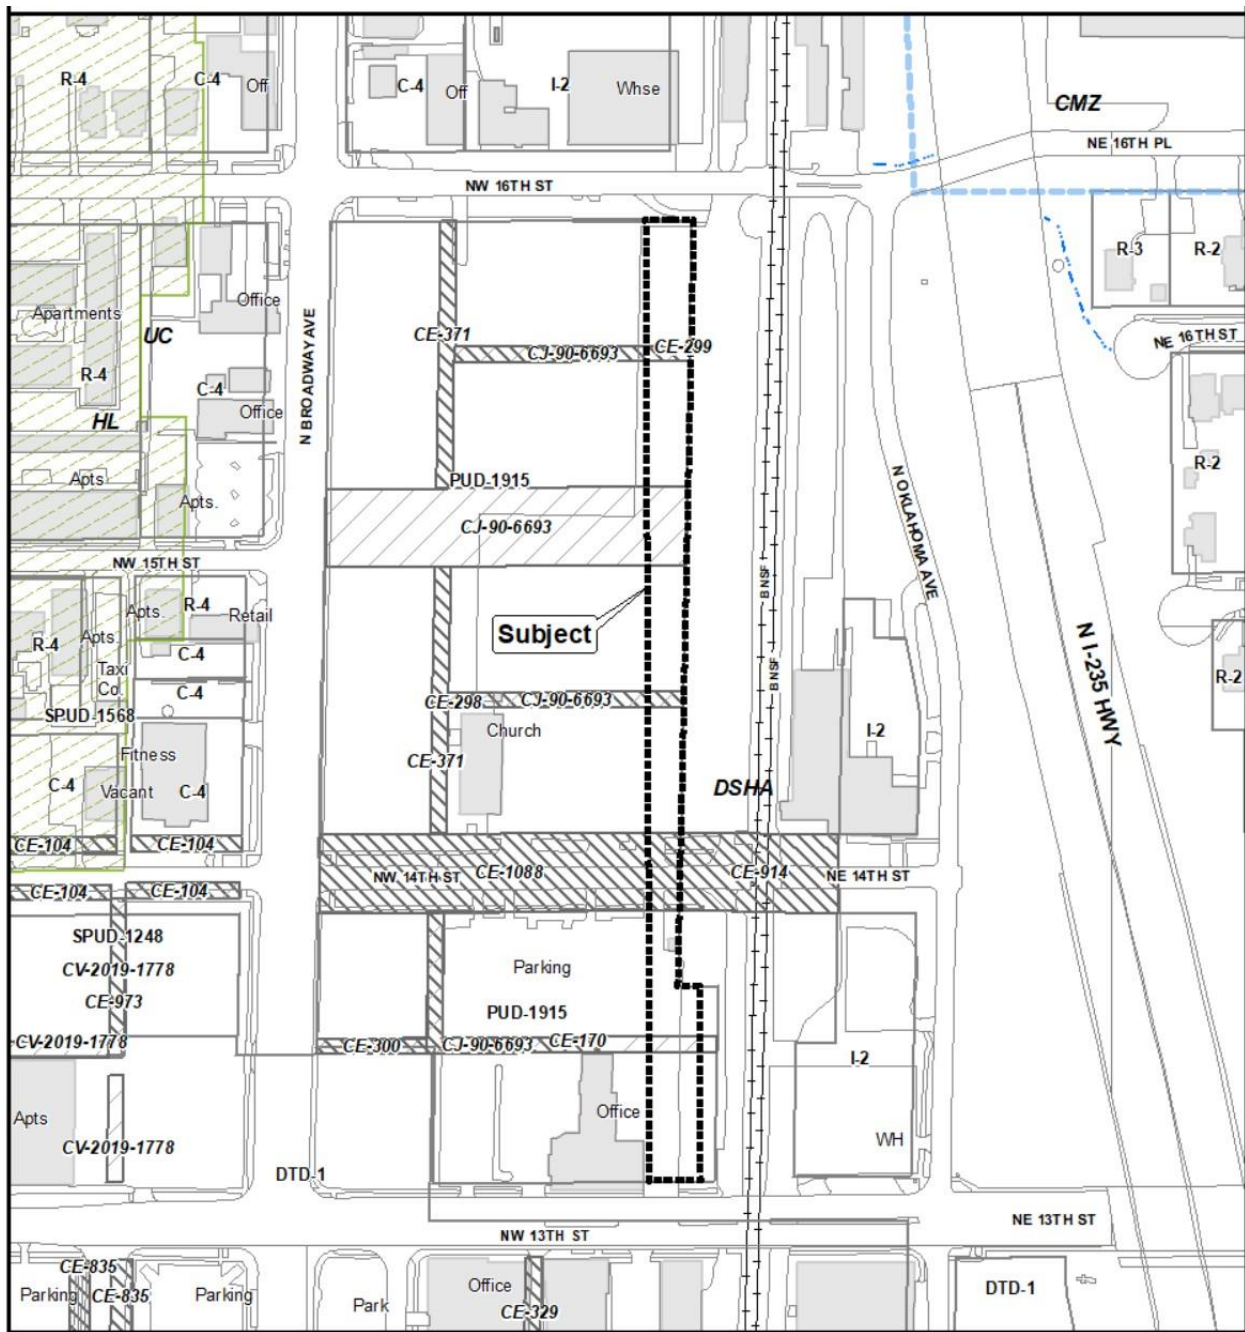 R-4
C-4
Off
C-4
Off
I-2
Whse
CMZ
NE 16TH PL
NW 16TH ST
R-3
R-2
Office
Apartments
UC
N BROADWAY AVE
CE-371
CJ-90-6693
CE-299
NE 16TH ST
R-4
C-4
Office
HL
Apts
Apts.
PUD-1915
CJ-90-6693
R-2
N OKLAHOMA AVE
NW 15TH ST
BNSF
Apts.
R-4
Retail
Subject
R-4
Apts
Taxi
Co.
C-4
C-4
BNSF
N I-235 HWY
R-2
SPUD-1568
CE-298
CJ-90-6693
Church
I-2
Fitness
CE-371
C-4
Vacant
C-4
DSHA
CE-104
CE-104
NW 14TH ST
CE-1088
CE-914
NE 14TH ST
CE-104
CE-104
SPUD-1248
CV-2019-1778
Parking
CE-973
PUD-1915
CV-2019-1778
CE-300
CJ-90-6693
CE-170
I-2
Apts
Office
CV-2019-1778
WH
DTD-1
NW 13TH ST
NE 13TH ST
CE-835
Parking
CE-835
Parking
Park
Office
CE-329
DTD-1